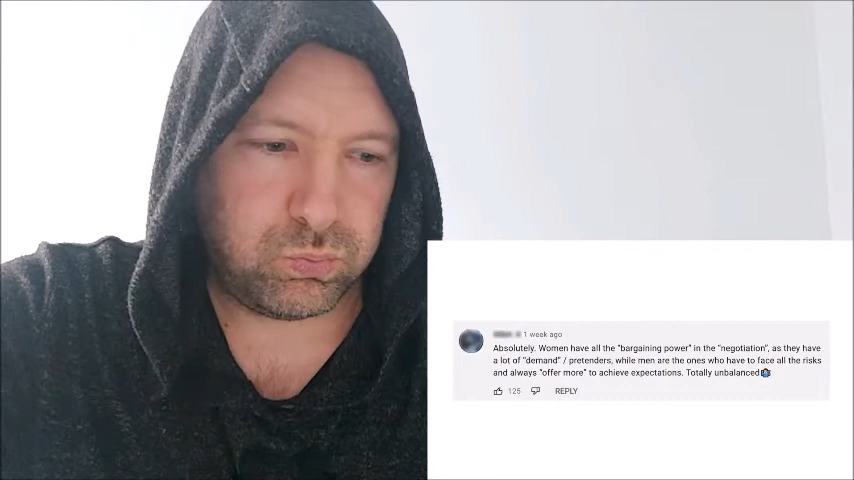 1 week ago
Absolutely. Women have all the "bargaining power" in the "negotiation", as they have
a lot of "demand" / pretenders, while men are the ones who have to face all the risks
and always "offer more" to achieve expectations. Totally unbalanced🤷🏻‍♂️
125 REPLY